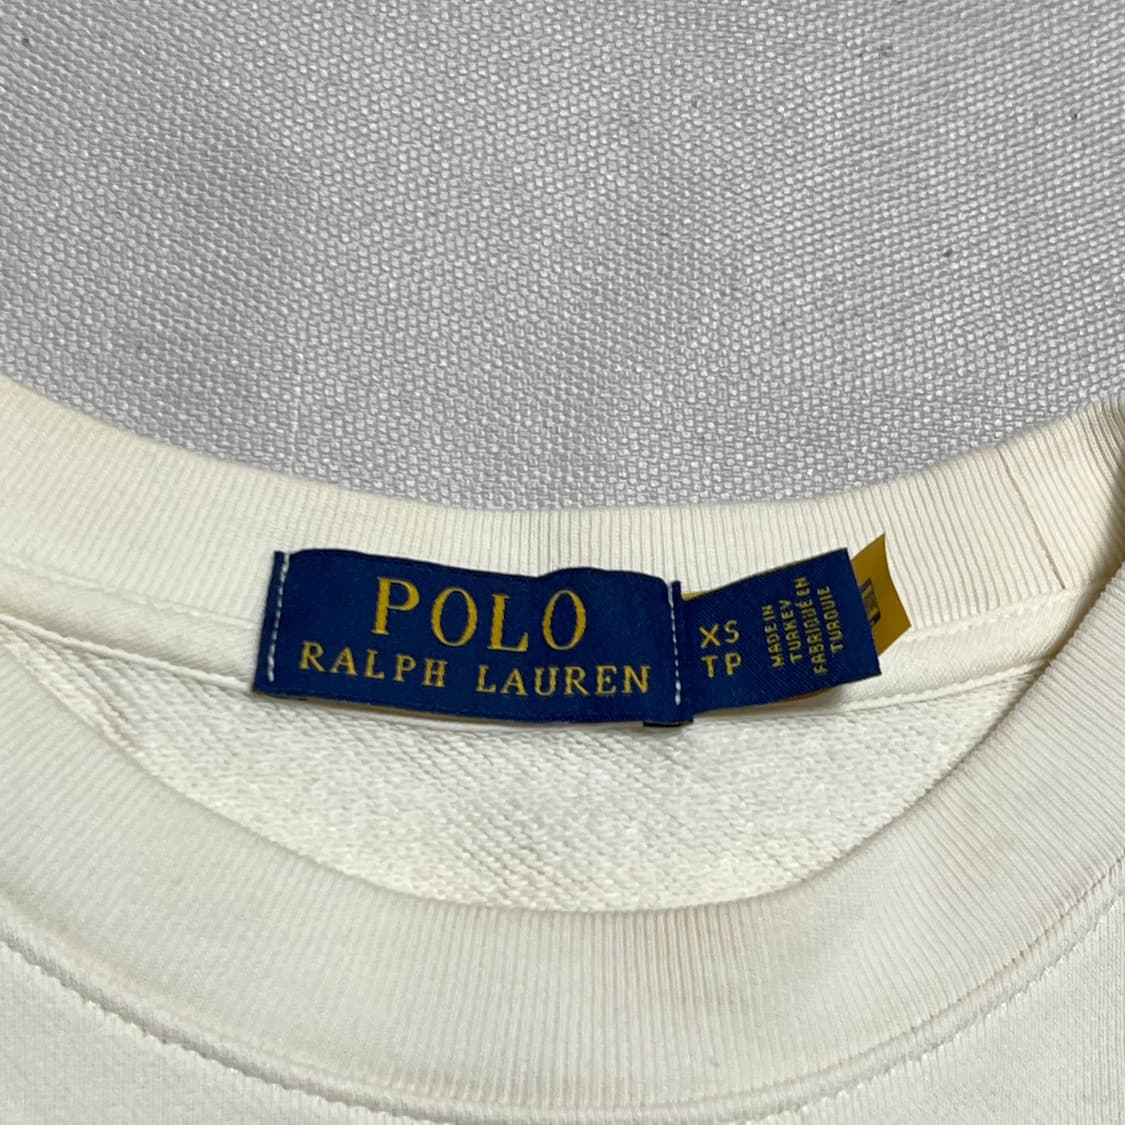 POLO
RALPH LAUREN
XS
TP
MADE IN
TURKEY
FABRIQUÉ EN
TURQUIE